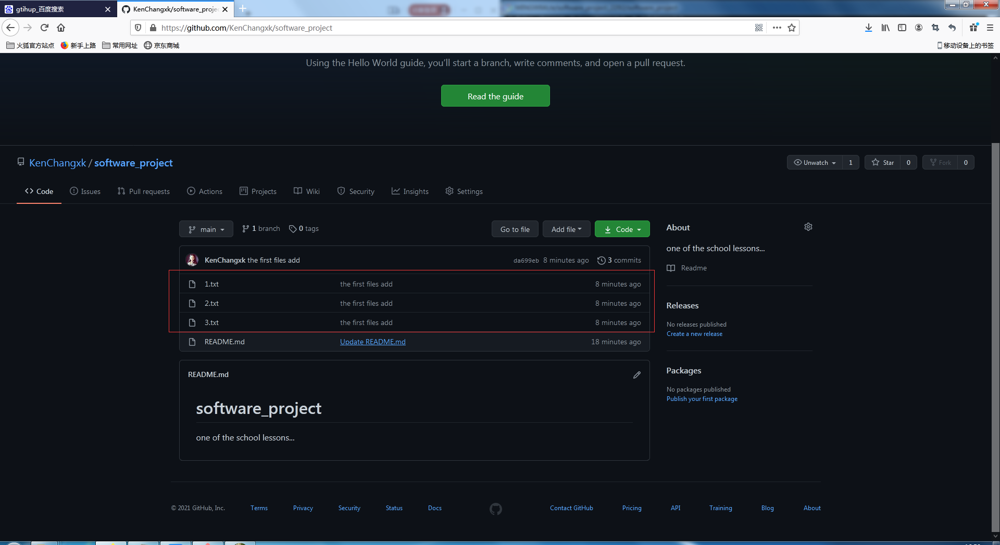 gtihup_百度搜索
KenChangxk/software_proje
https://github.com/KenChangxk/software_project
火狐官方站点 新手上路 常用网址 京东商城 移动设备上的书签
Using the Hello World guide, you’ll start a branch, write comments, and open a pull request.
Read the guide
KenChangxk / software_project
Unwatch 1 Star 0 Fork 0
Code Issues Pull requests Actions Projects Wiki Security Insights Settings
main 1 branch 0 tags Go to file Add file Code
KenChangxk the first files add da699eb 8 minutes ago 3 commits
1.txt the first files add 8 minutes ago
2.txt the first files add 8 minutes ago
3.txt the first files add 8 minutes ago
README.md Update README.md 18 minutes ago
README.md
software_project
one of the school lessons...
About
one of the school lessons...
Readme
Releases
No releases published
Create a new release
Packages
No packages published
Publish your first package
© 2021 GitHub, Inc. Terms Privacy Security Status Docs Contact GitHub Pricing API Training Blog About